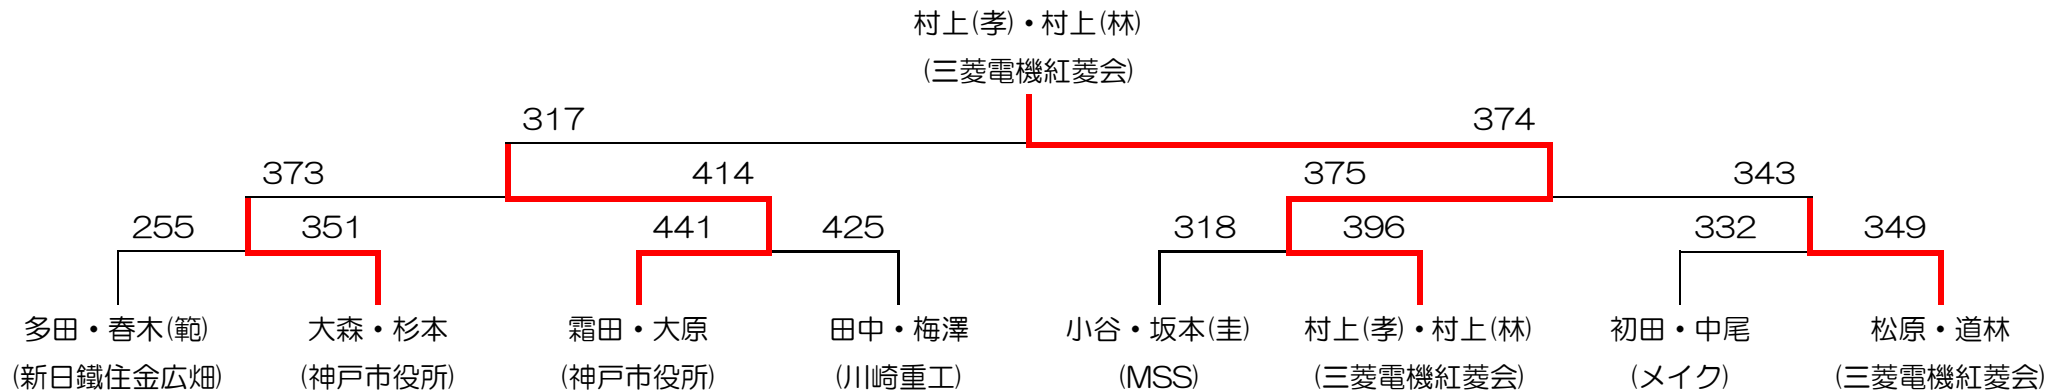 村上(孝)・村上(林)
(三菱電機紅菱会)
317 374
373 414 375 343
255 351 441 425 318 396 332 349
多田・春木(範) 大森・杉本 霜田・大原 田中・梅澤 小谷・坂本(圭) 村上(孝)・村上(林) 初田・中尾 松原・道林
(新日鐵住金広畑) (神戸市役所) (神戸市役所) (川崎重工) (MSS) (三菱電機紅菱会) (メイク) (三菱電機紅菱会)